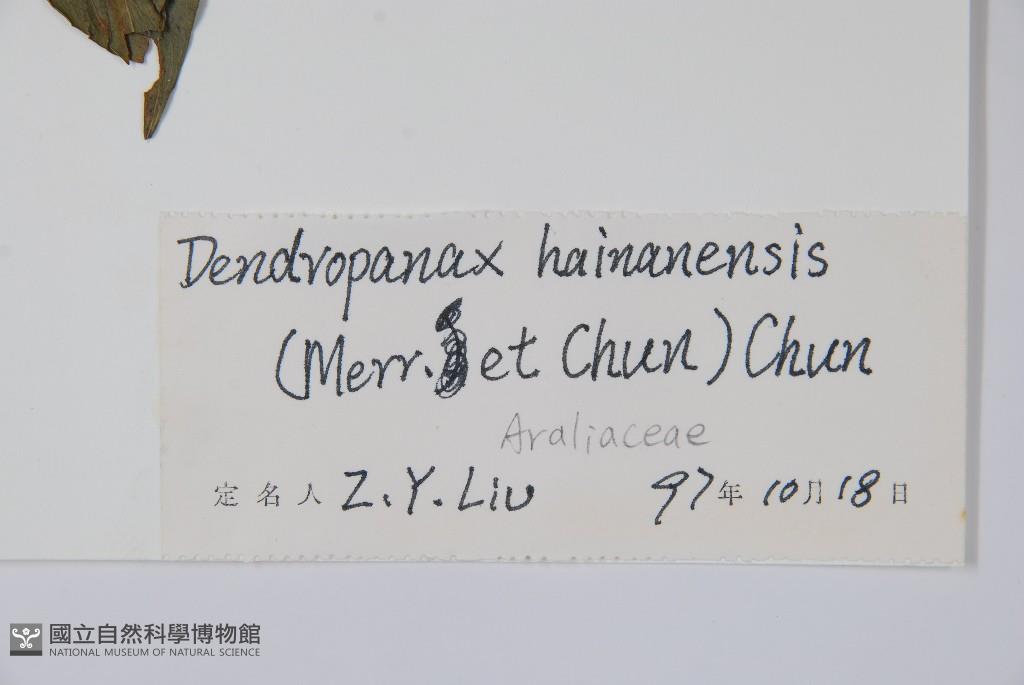 Dendropanax hainanensis
(Merr. et Chun) Chun
Araliaceae
定名人 Z.Y.Liu 97年10月18日
國立自然科學博物館
NATIONAL MUSEUM OF NATURAL SCIENCE